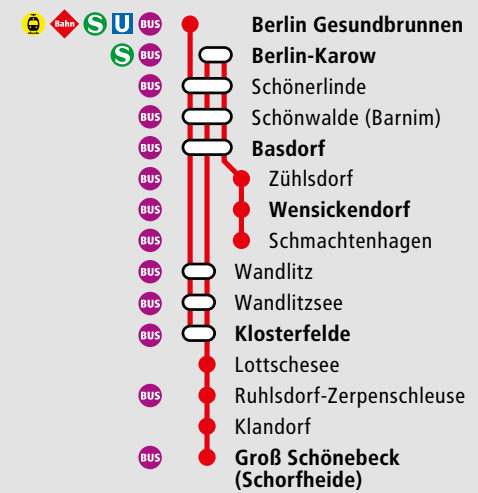 Bahn S U BUS Berlin Gesundbrunnen
S BUS Berlin-Karow
BUS Schönerlinde
BUS Schönwalde (Barnim)
BUS Basdorf
BUS Zühlsdorf
BUS Wensickendorf
BUS Schmachtenhagen
BUS Wandlitz
BUS Wandlitzsee
BUS Klosterfelde
Lottschesee
BUS Ruhlsdorf-Zerpenschleuse
Klandorf
BUS Groß Schönebeck
(Schorfheide)